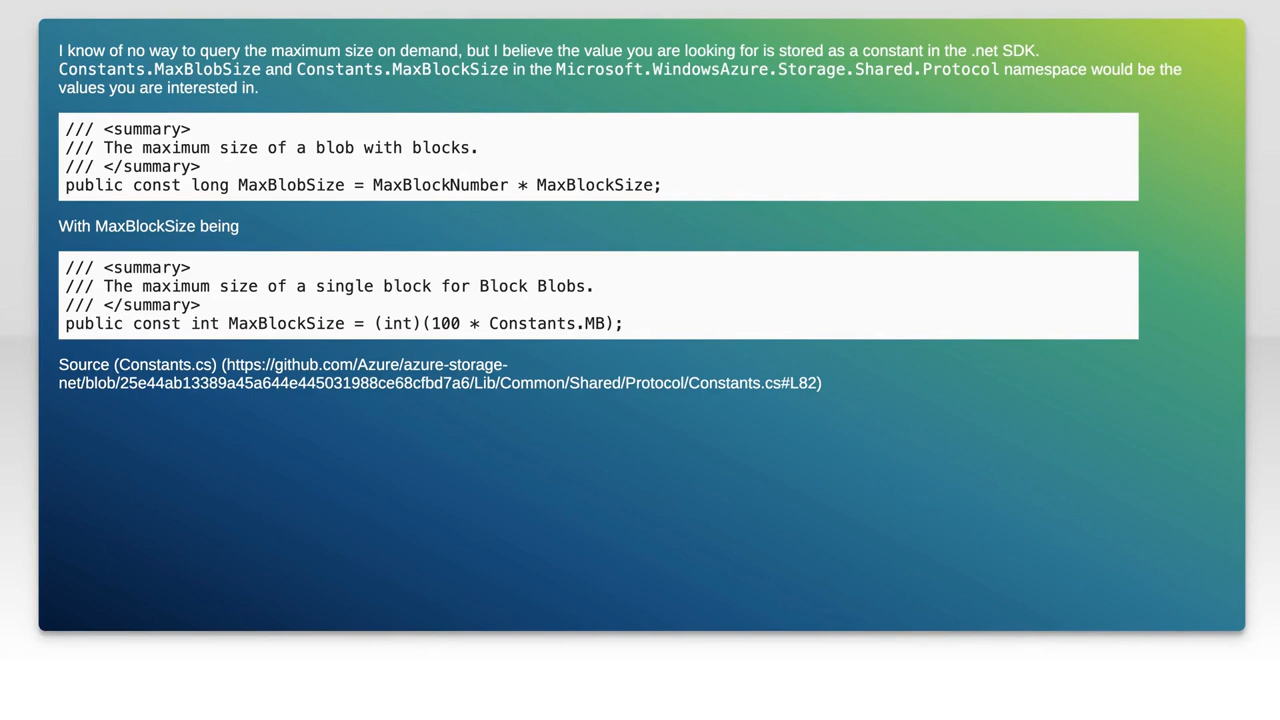 I know of no way to query the maximum size on demand, but I believe the value you are looking for is stored as a constant in the .net SDK.
Constants.MaxBlobSize and Constants.MaxBlockSize in the Microsoft.WindowsAzure.Storage.Shared.Protocol namespace would be the
values you are interested in.
/// <summary>
/// The maximum size of a blob with blocks.
/// </summary>
public const long MaxBlobSize = MaxBlockNumber * MaxBlockSize;
With MaxBlockSize being
/// <summary>
/// The maximum size of a single block for Block Blobs.
/// </summary>
public const int MaxBlockSize = (int)(100 * Constants.MB);
Source (Constants.cs) (https://github.com/Azure/azure-storage-
net/blob/25e44ab13389a45a644e445031988ce68cfbd7a6/Lib/Common/Shared/Protocol/Constants.cs#L82)